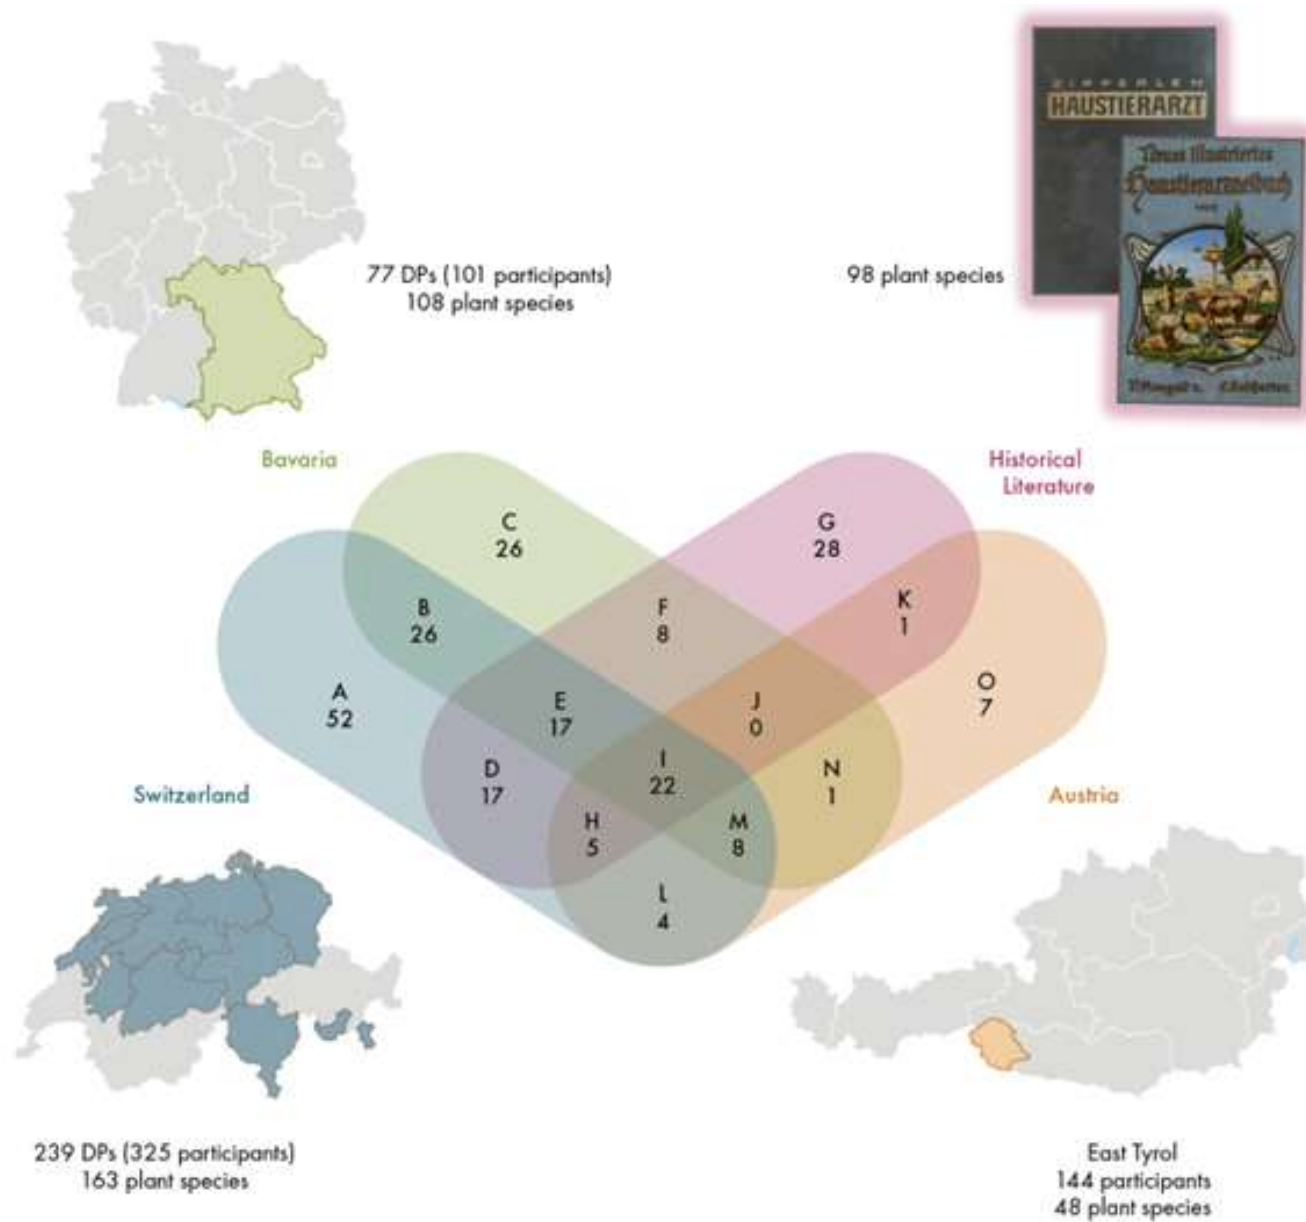 ZIPPERLEN
HAUSTIERARZT
77 DPs (101 participants)
108 plant species
98 plant species
Bavaria
Historical
Literature
C
26
G
28
B
26
F
8
K
1
A
52
E
17
J
0
O
7
D
17
I
22
N
1
Switzerland
Austria
H
5
M
8
L
4
239 DPs (325 participants)
163 plant species
East Tyrol
144 participants
48 plant species